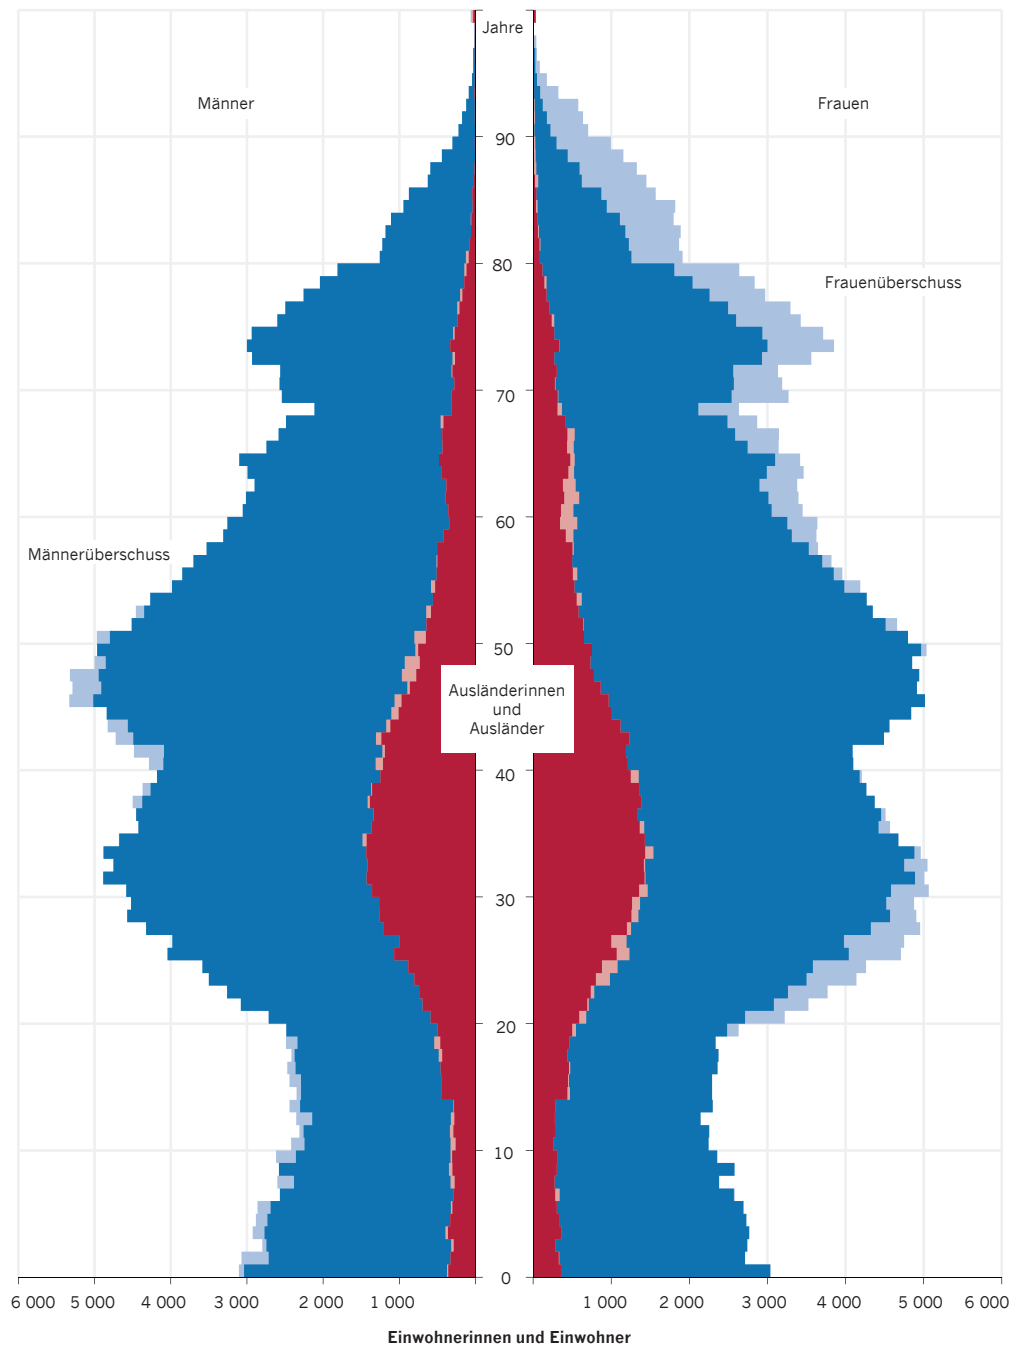 Jahre
Männer
Frauen
90
80
Frauenüberschuss
70
60
Männerüberschuss
50
Ausländerinnen
und
Ausländer
40
30
20
10
0
6 000 5 000 4 000 3 000 2 000 1 000 1 000 2 000 3 000 4 000 5 000 6 000
Einwohnerinnen und Einwohner